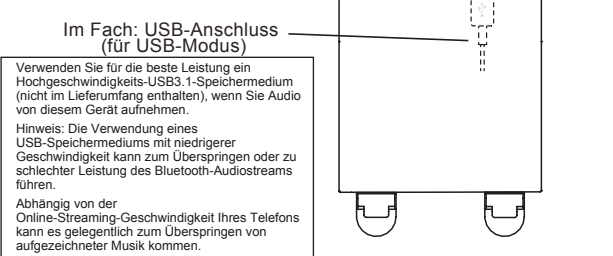 Im Fach: USB-Anschluss
(für USB-Modus)
Verwenden Sie für die beste Leistung ein
Hochgeschwindigkeits-USB3.1-Speichermedium
(nicht im Lieferumfang enthalten), wenn Sie Audio
von diesem Gerät aufnehmen.
Hinweis: Die Verwendung eines
USB-Speichermediums mit niedrigerer
Geschwindigkeit kann zum Überspringen oder zu
schlechter Leistung des Bluetooth-Audiostreams
führen.
Abhängig von der
Online-Streaming-Geschwindigkeit Ihres Telefons
kann es gelegentlich zum Überspringen von
aufgezeichneter Musik kommen.